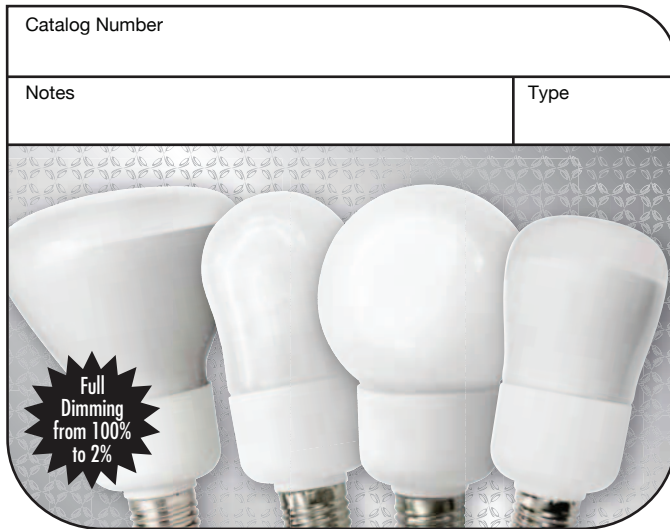 Catalog Number
Notes
Type
Full
Dimming
from 100%
to 2%